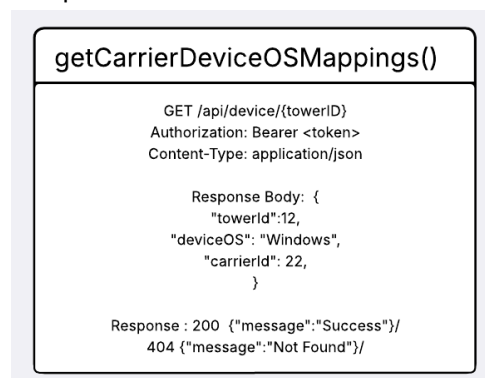 getCarrierDeviceOSMappings()
GET /api/device/{towerID}
Authorization: Bearer <token>
Content-Type: application/json
Response Body:  {
"towerId":12,
"deviceOS": "Windows",
"carrierId": 22,
}
Response : 200  {"message":"Success"}/
404 {"message":"Not Found"}/